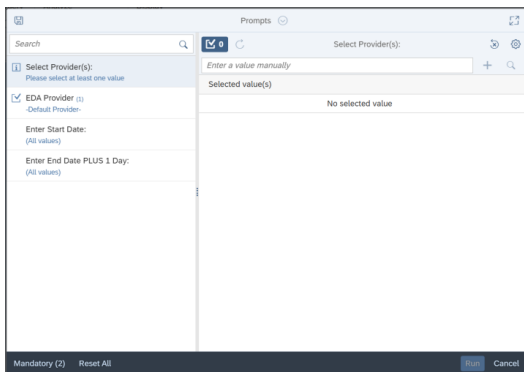 Prompts
Search
0
Select Provider(s):
Select Provider(s):
Please select at least one value
Enter a value manually
Selected value(s)
EDA Provider (1)
-Default Provider-
No selected value
Enter Start Date:
(All values)
Enter End Date PLUS 1 Day:
(All values)
Mandatory (2) Reset All
Run Cancel